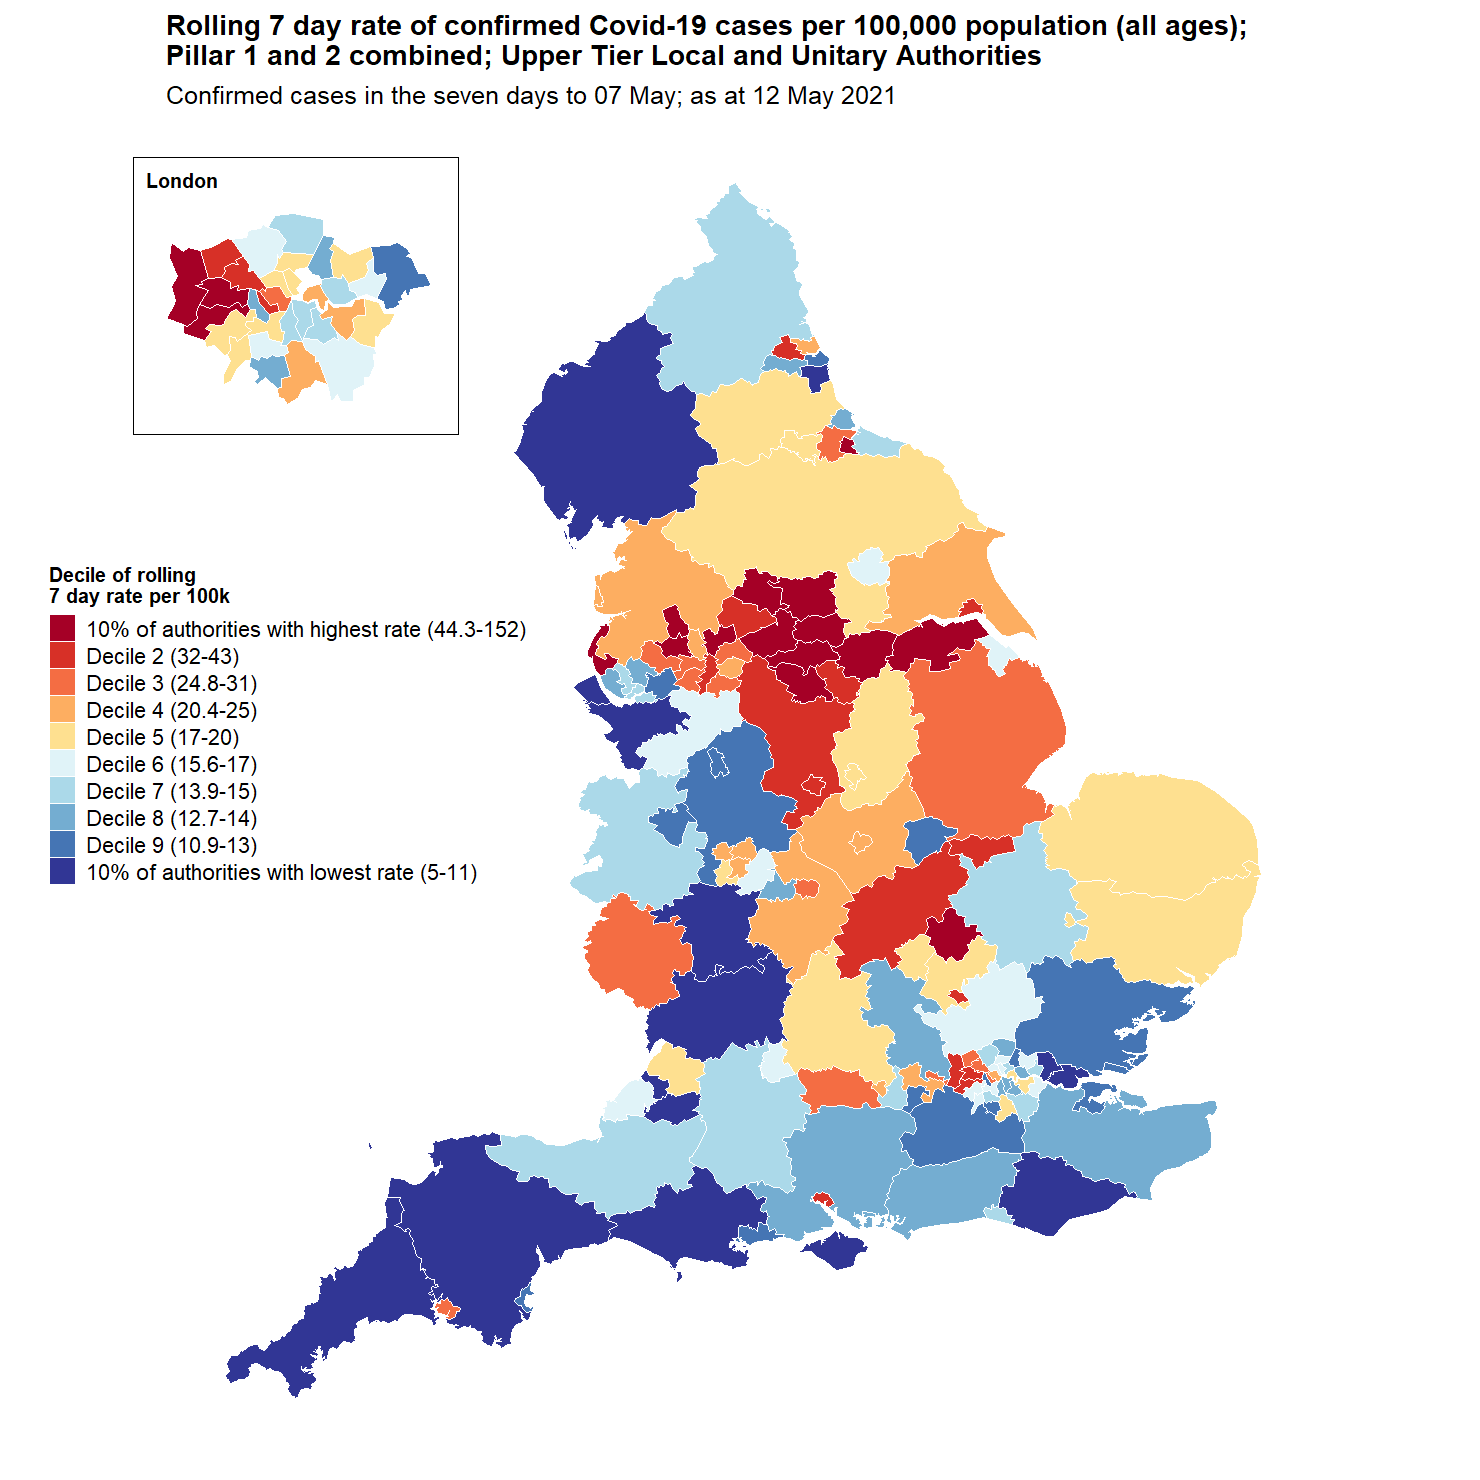 Rolling 7 day rate of confirmed Covid-19 cases per 100,000 population (all ages);
Pillar 1 and 2 combined; Upper Tier Local and Unitary Authorities
Confirmed cases in the seven days to 07 May; as at 12 May 2021
London
Decile of rolling
7 day rate per 100k
10% of authorities with highest rate (44.3-152)
Decile 2 (32-43)
Decile 3 (24.8-31)
Decile 4 (20.4-25)
Decile 5 (17-20)
Decile 6 (15.6-17)
Decile 7 (13.9-15)
Decile 8 (12.7-14)
Decile 9 (10.9-13)
10% of authorities with lowest rate (5-11)